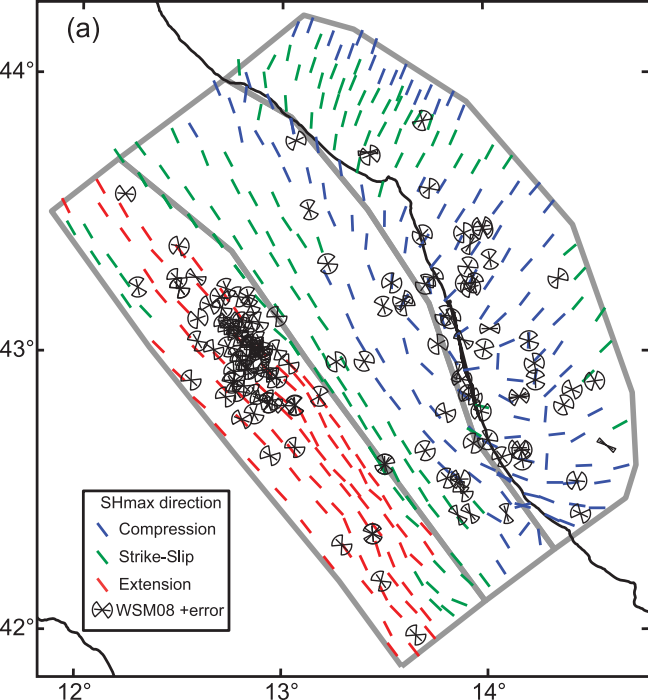 (a)
44°
43°
42°
SHmax direction
Compression
Strike-Slip
Extension
WSM08 +error
12°
13°
14°